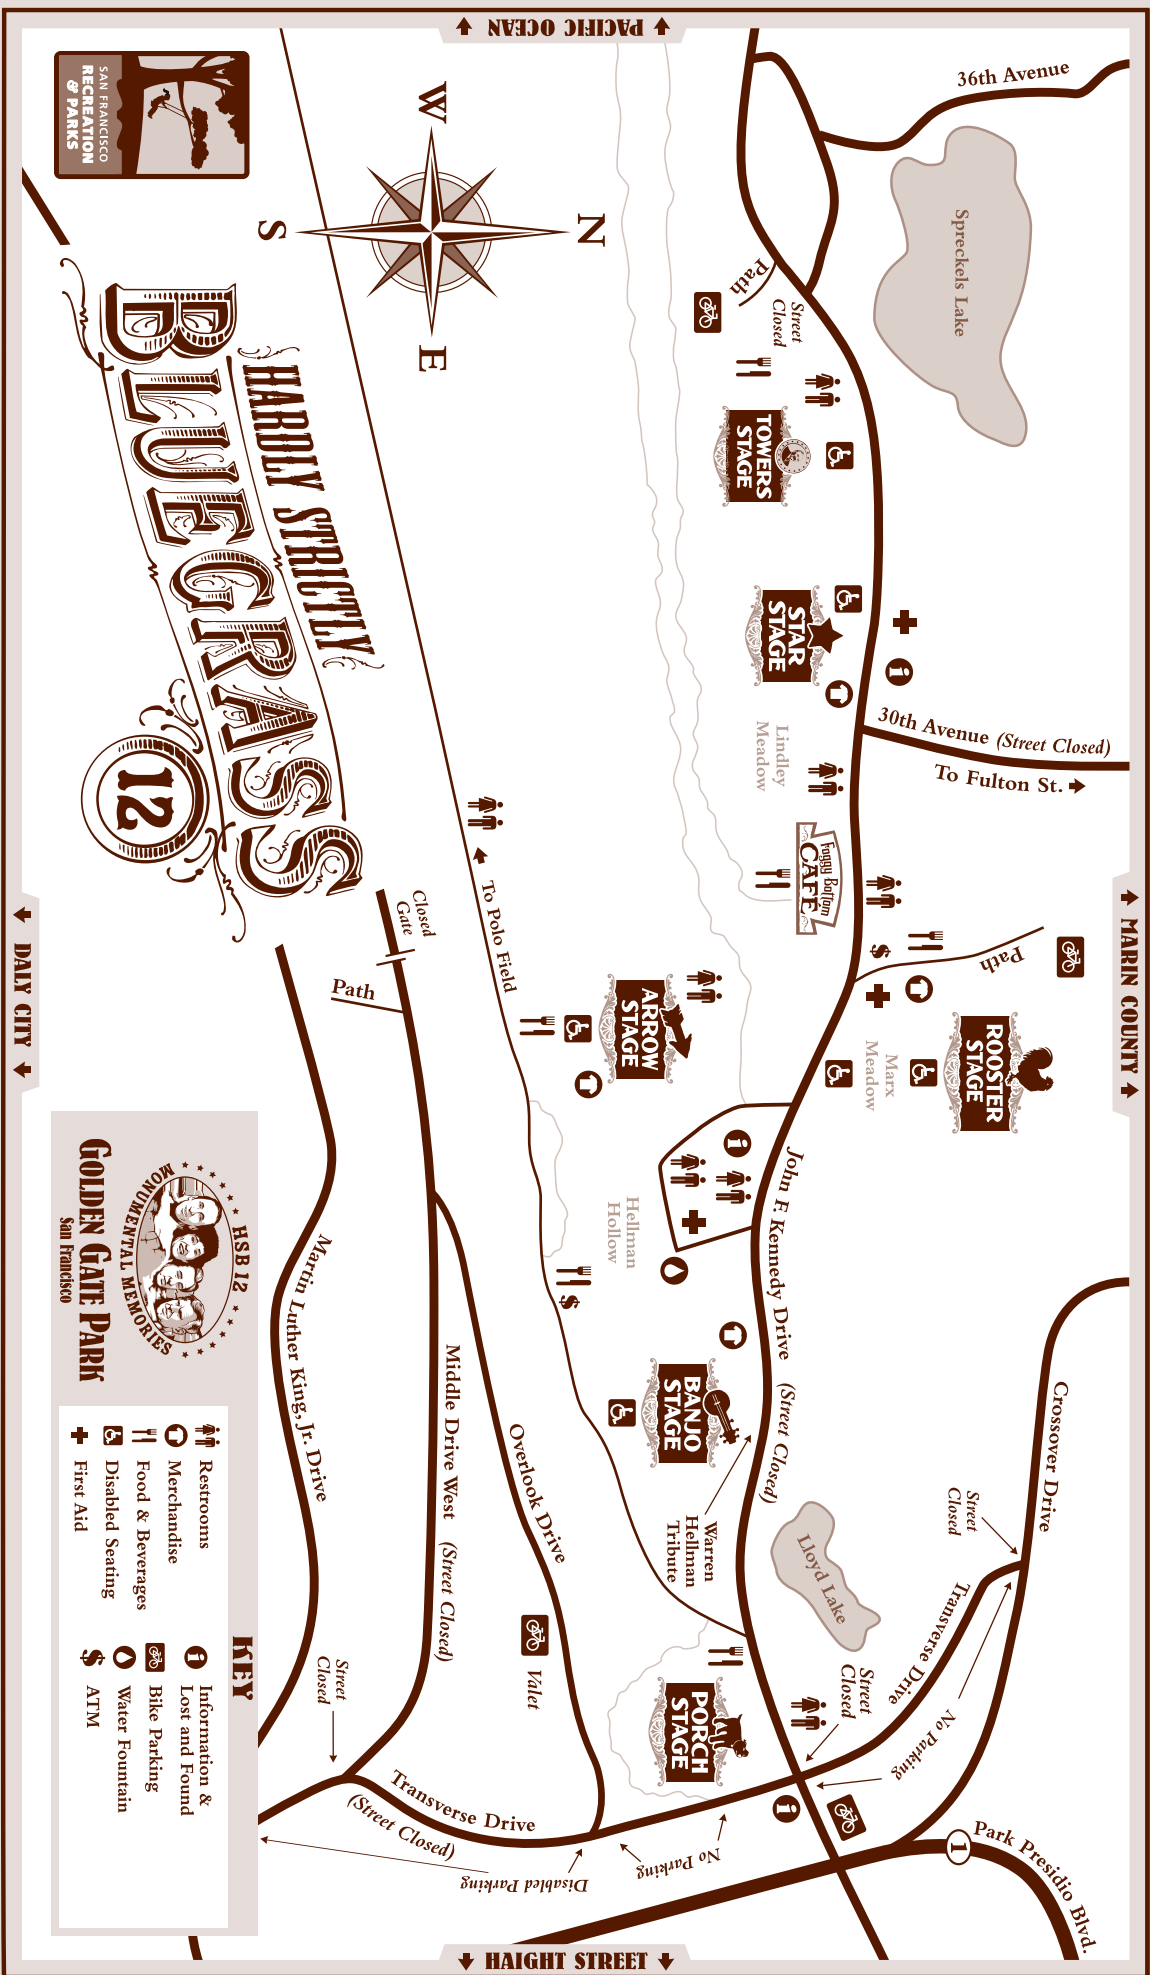 PACIFIC OCEAN
MARIN COUNTY
DALY CITY
HAIGHT STREET
SAN FRANCISCO
RECREATION
& PARKS
N
W
E
S
36th Avenue
Spreckels Lake
Path
Street
Closed
TOWERS
STAGE
STAR
STAGE
30th Avenue (Street Closed)
To Fulton St.
Lindley
Meadow
Foggy Bottom
CAFE
Path
ROOSTER
STAGE
Marx
Meadow
ARROW
STAGE
To Polo Field
Closed
Gate
Path
John F. Kennedy Drive (Street Closed)
Hellman
Hollow
BANJO
STAGE
Warren
Hellman
Tribute
Lloyd Lake
Crossover Drive
Street
Closed
Transverse Drive
No Parking
Street
Closed
PORCH
STAGE
Park Presidio Blvd.
1
Martin Luther King, Jr. Drive
Middle Drive West (Street Closed)
Overlook Drive
Valet
Street
Closed
Transverse Drive
(Street Closed)
No Parking
Disabled Parking
HARDLY STRICTLY
BLUEGRASS
12
HSB 12
MONUMENTAL MEMORIES
GOLDEN GATE PARK
San Francisco
KEY
Restrooms
Merchandise
Food & Beverages
Disabled Seating
First Aid
Information &
Lost and Found
Bike Parking
Water Fountain
$ ATM